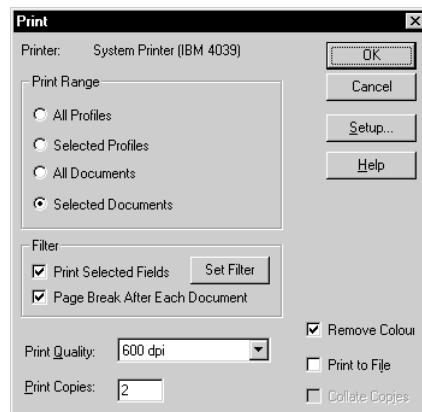 Print
Printer: System Printer (IBM 4039)
OK
Cancel
Setup...
Help
Print Range
All Profiles
Selected Profiles
All Documents
Selected Documents
Filter
Print Selected Fields
Set Filter
Page Break After Each Document
Print Quality: 600 dpi
Print Copies: 2
Remove Colour
Print to File
Collate Copies